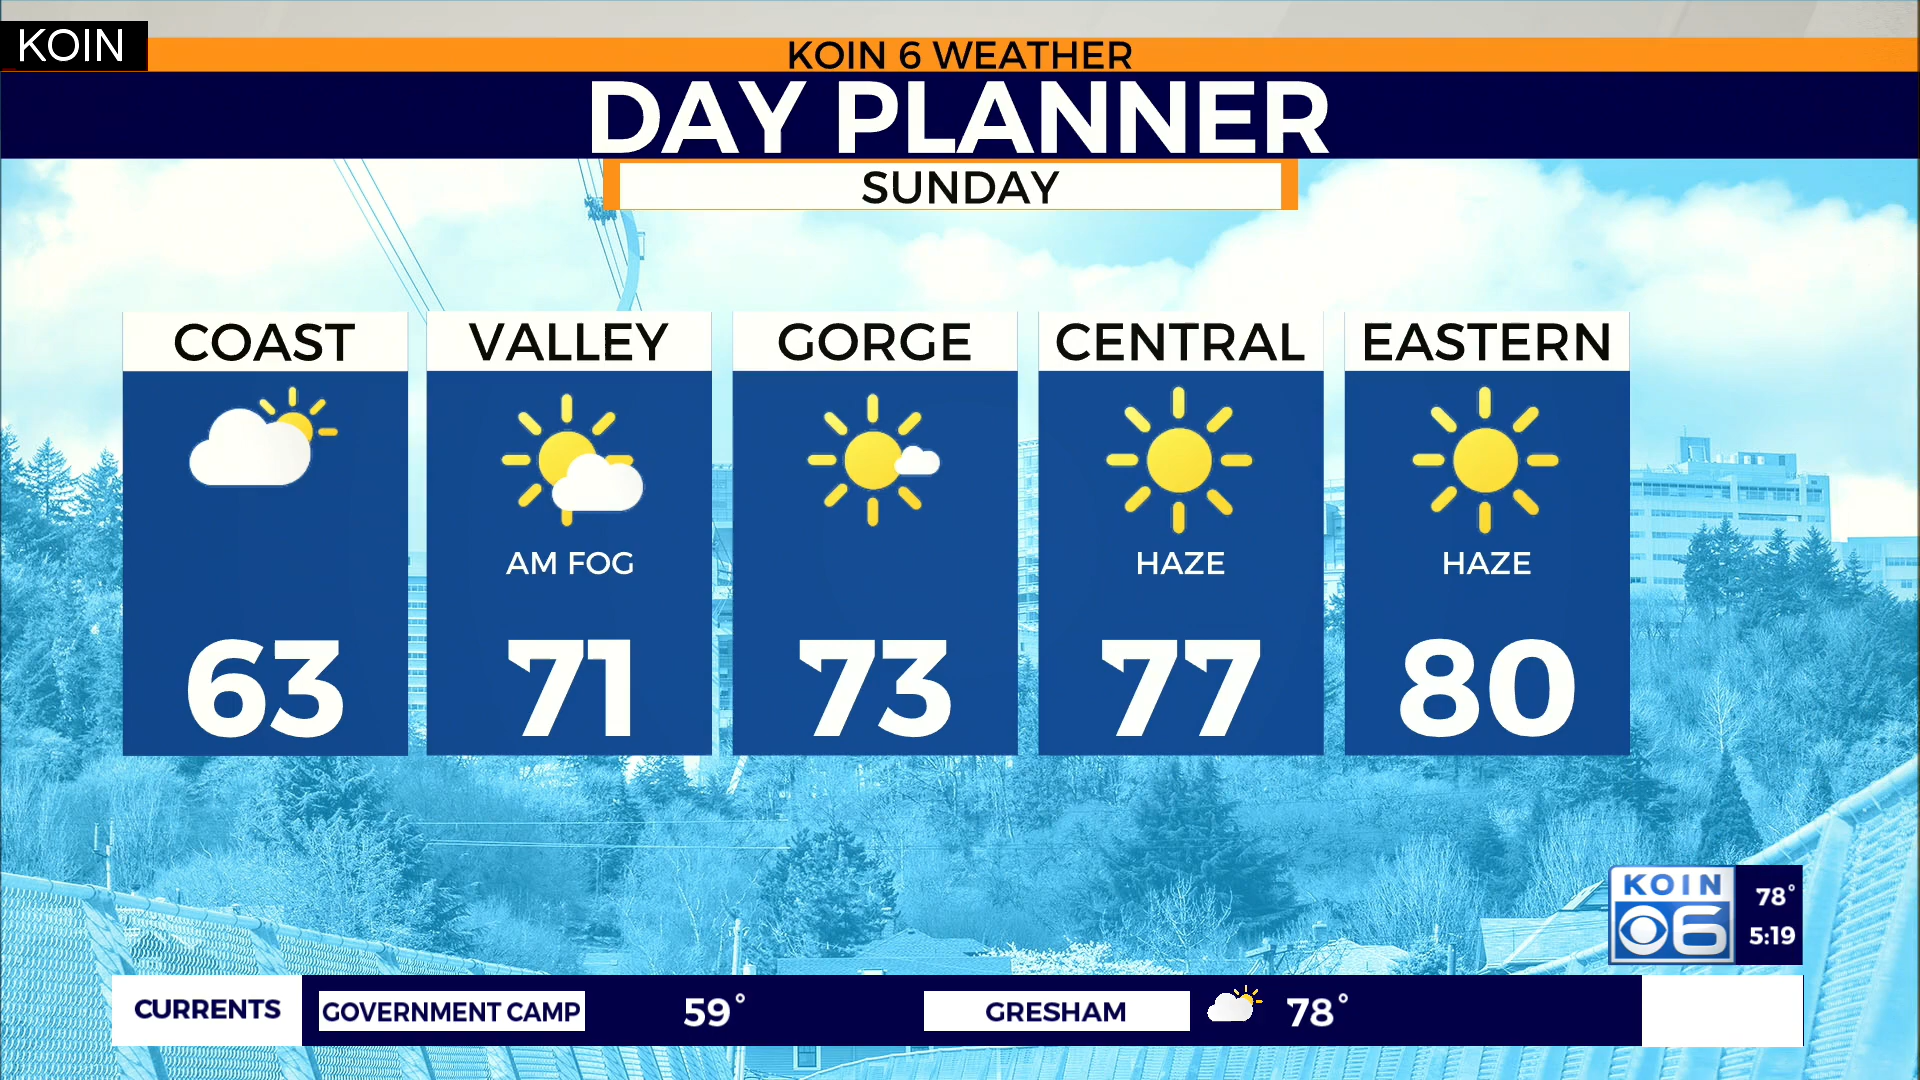 KOIN
KOIN 6 WEATHER
DAY PLANNER
SUNDAY
COAST
63
VALLEY
AM FOG
71
GORGE
73
CENTRAL
HAZE
77
EASTERN
HAZE
80
KOIN
6
78°
5:19
CURRENTS
GOVERNMENT CAMP 59°
GRESHAM 78°